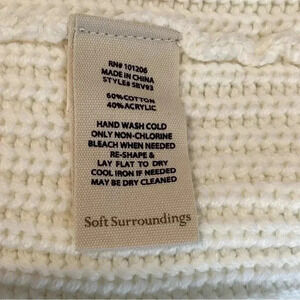 RN# 101206
MADE IN CHINA
STYLE# 5BV93
60% COTTON
40% ACRYLIC
HAND WASH COLD
ONLY NON-CHLORINE
BLEACH WHEN NEEDED
RE-SHAPE &
LAY FLAT TO DRY
COOL IRON IF NEEDED
MAY BE DRY CLEANED
Soft Surroundings